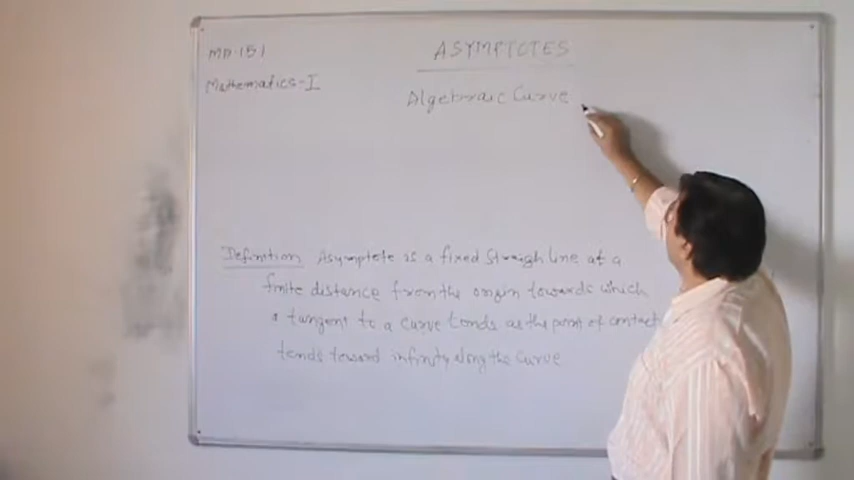 MA-151
ASYMPTOTES
Mathematics-I
Algebraic Curve
Definition Asymptote is a fixed straigh line at a
finite distance from the origin towards which
a tangent to a curve tends as the point of contact
tends toward infinity along the curve